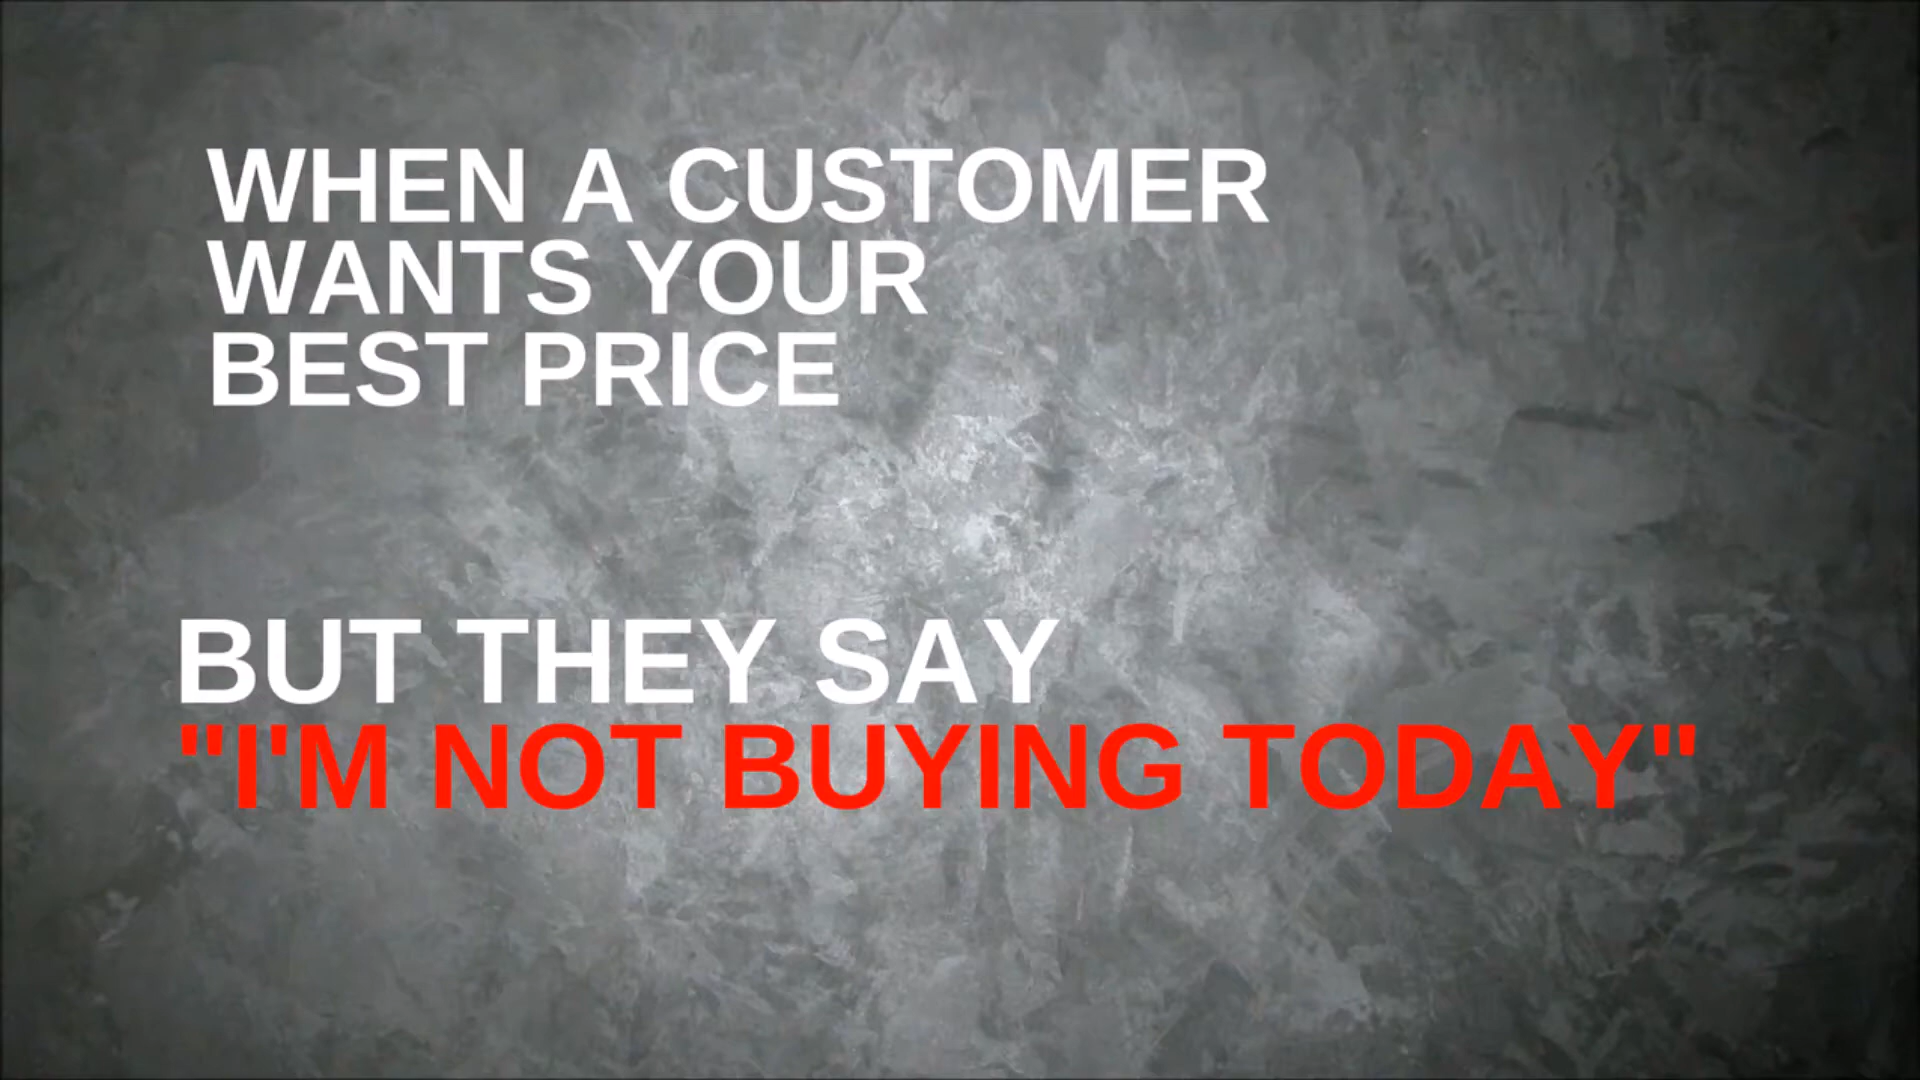 WHEN A CUSTOMER
WANTS YOUR
BEST PRICE
BUT THEY SAY
"I'M NOT BUYING TODAY"